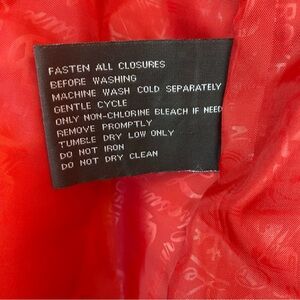 FASTEN ALL CLOSURES
BEFORE WASHING
MACHINE WASH COLD SEPARATELY
GENTLE CYCLE
ONLY NON-CHLORINE BLEACH IF NEED
REMOVE PROMPTLY
TUMBLE DRY LOW ONLY
DO NOT IRON
DO NOT DRY CLEAN